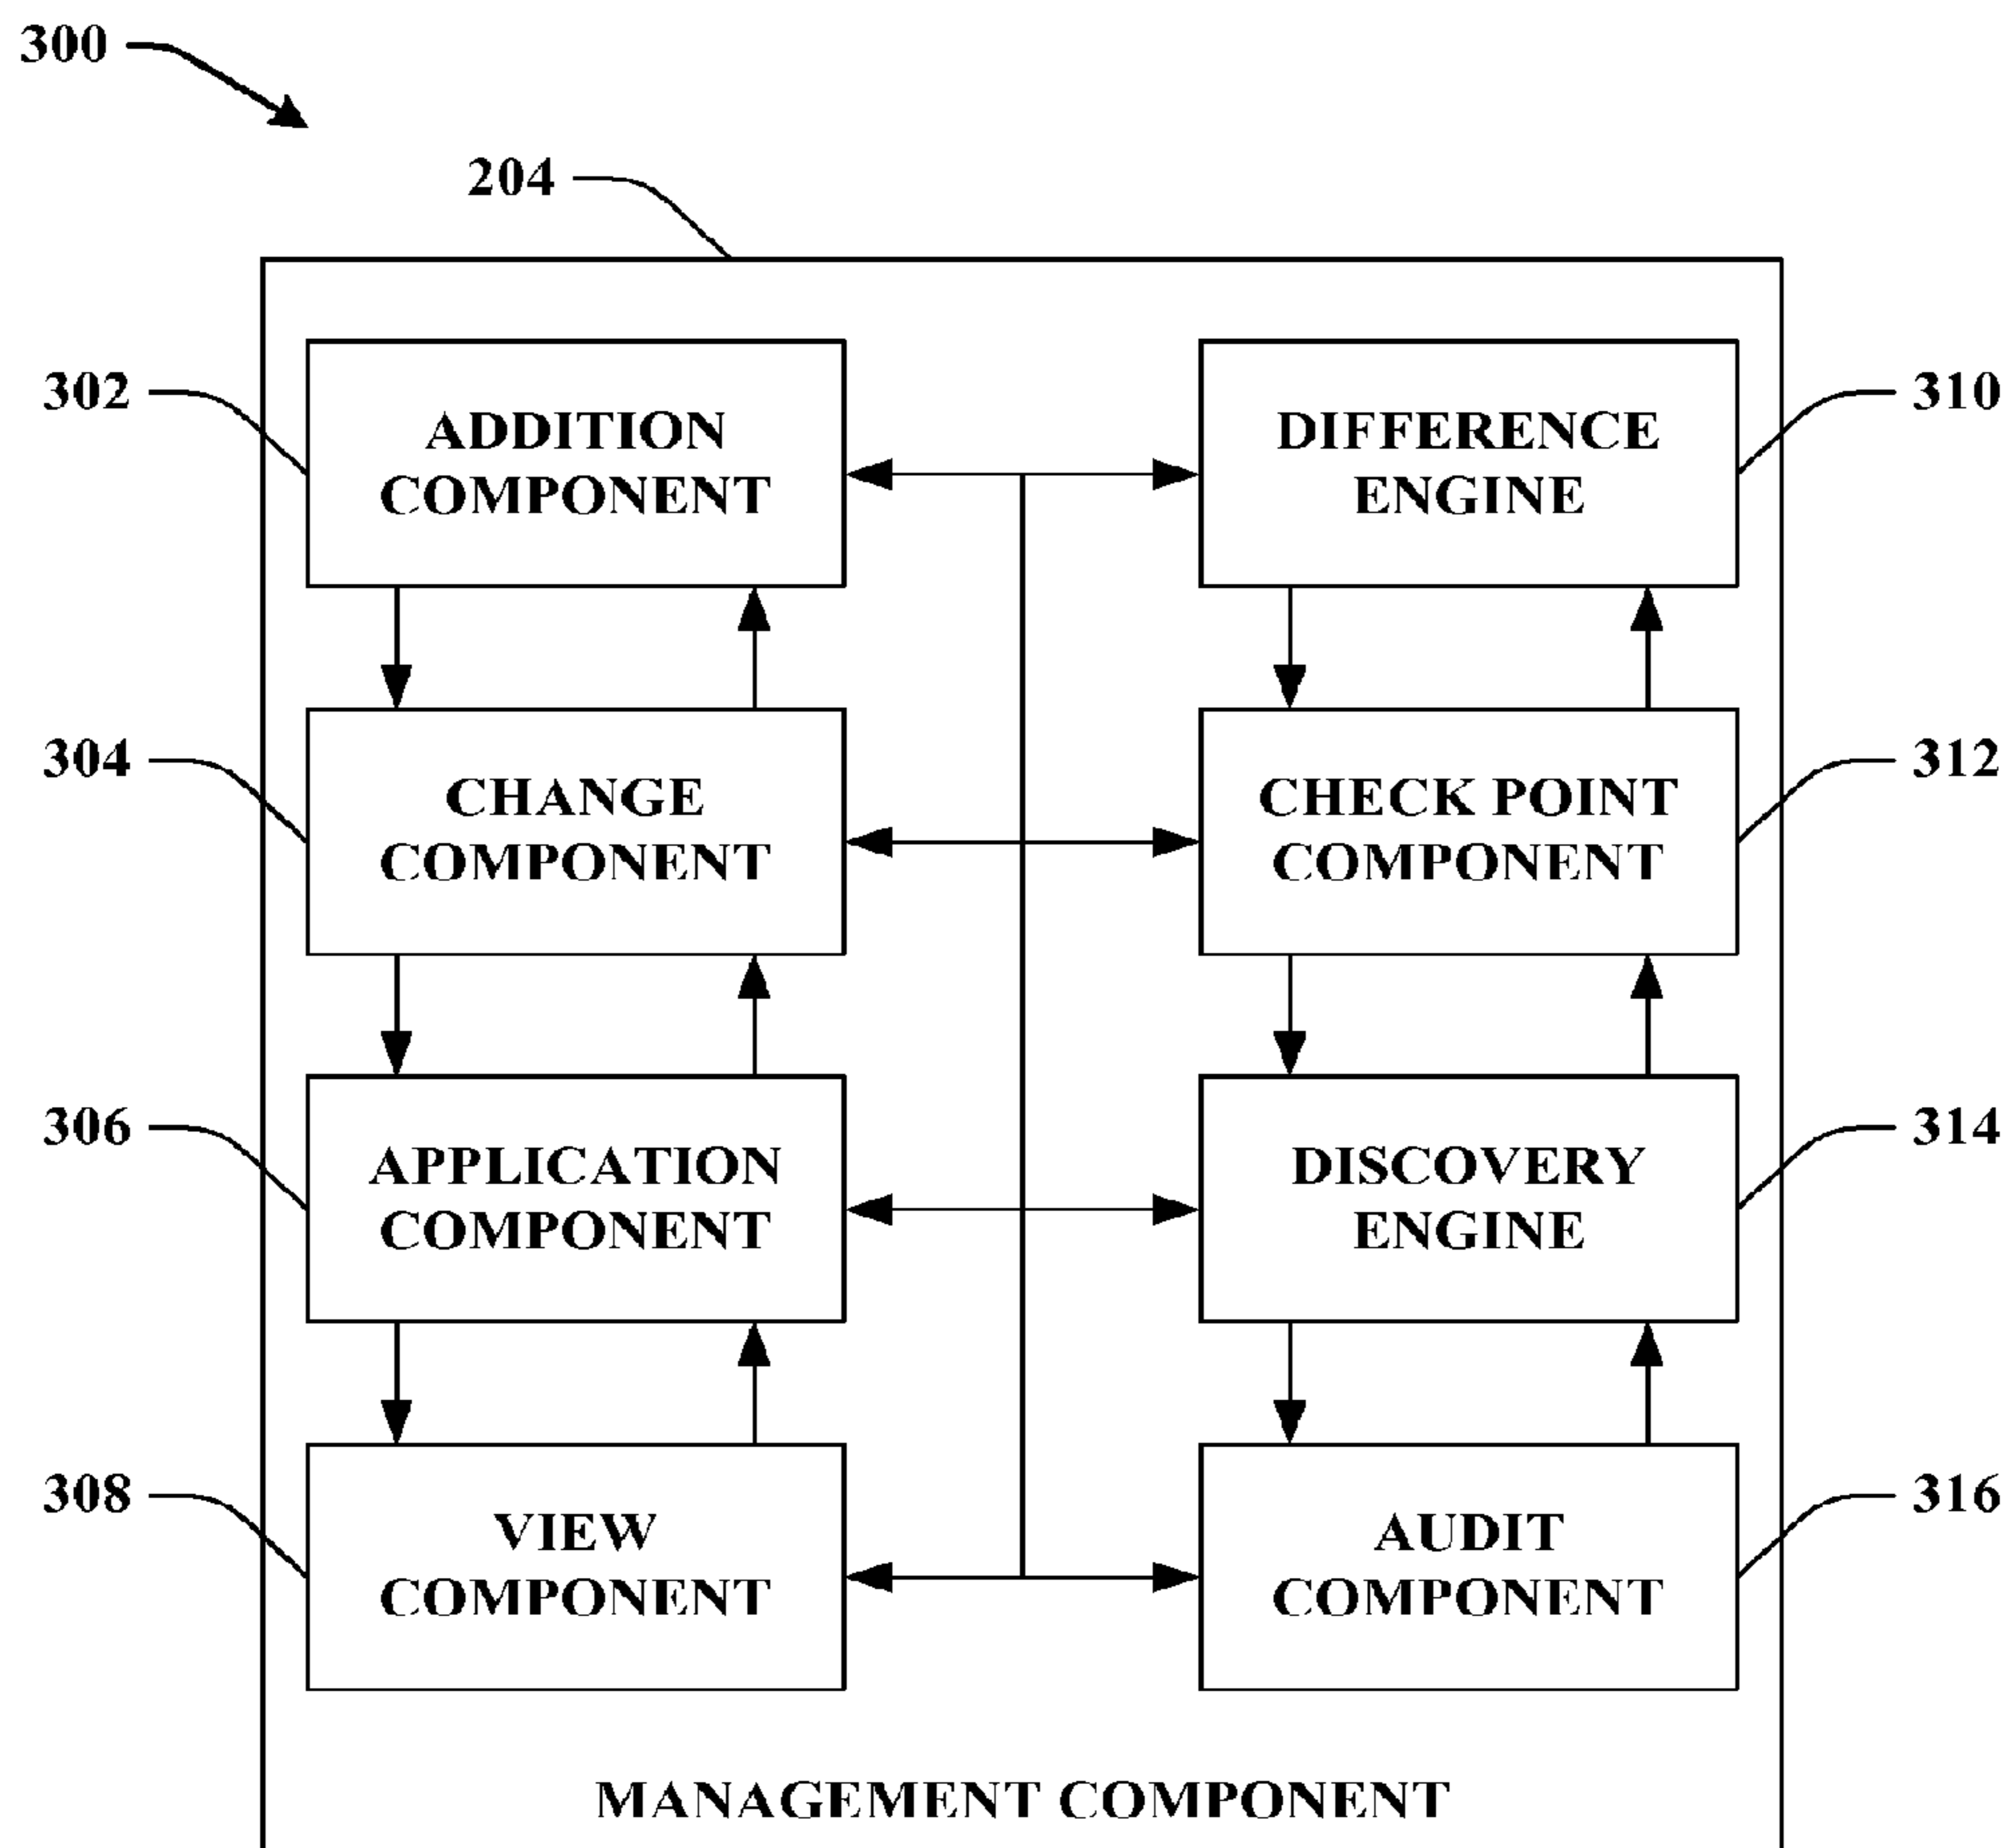 300
204
302
ADDITION
COMPONENT
DIFFERENCE
ENGINE
310
304
CHANGE
COMPONENT
CHECK POINT
COMPONENT
312
306
APPLICATION
COMPONENT
DISCOVERY
ENGINE
314
308
VIEW
COMPONENT
AUDIT
COMPONENT
316
MANAGEMENT COMPONENT